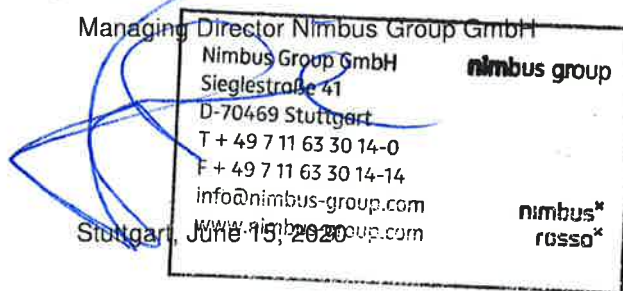 Managing Director Nimbus Group GmbH
Nimbus Group GmbH
nimbus group
Sieglestraße 41
D-70469 Stuttgart
T + 49 7 11 63 30 14-0
F + 49 7 11 63 30 14-14
info@nimbus-group.com
www.nimbus-group.com
nimbus×
rosso×
Stuttgart, June 15, 2020